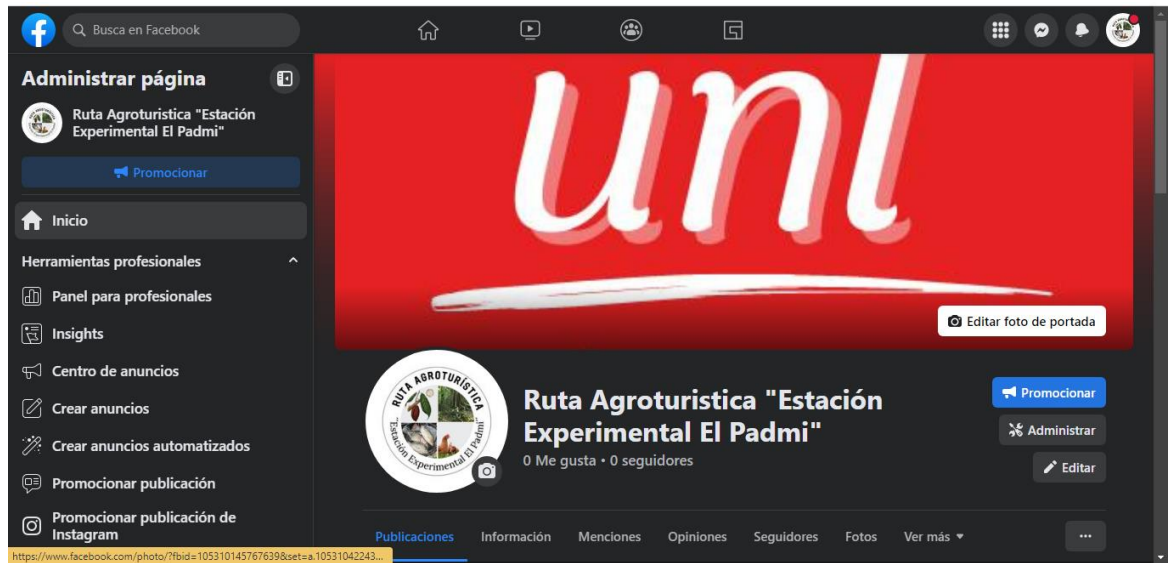 Busca en Facebook
Administrar página
Ruta Agroturistica "Estación
Experimental El Padmi"
Promocionar
Inicio
Herramientas profesionales
Panel para profesionales
Insights
Centro de anuncios
Crear anuncios
Crear anuncios automatizados
Promocionar publicación
Promocionar publicación de
Instagram
https://www.facebook.com/photo/?fbid=105310145767639&set=a.10531042243...
unl
Editar foto de portada
RUTA AGROTURÍSTICA
"Estación Experimental El Padmi"
Ruta Agroturistica "Estación
Experimental El Padmi"
0 Me gusta • 0 seguidores
Promocionar
Administrar
Editar
Publicaciones Información Menciones Opiniones Seguidores Fotos Ver más